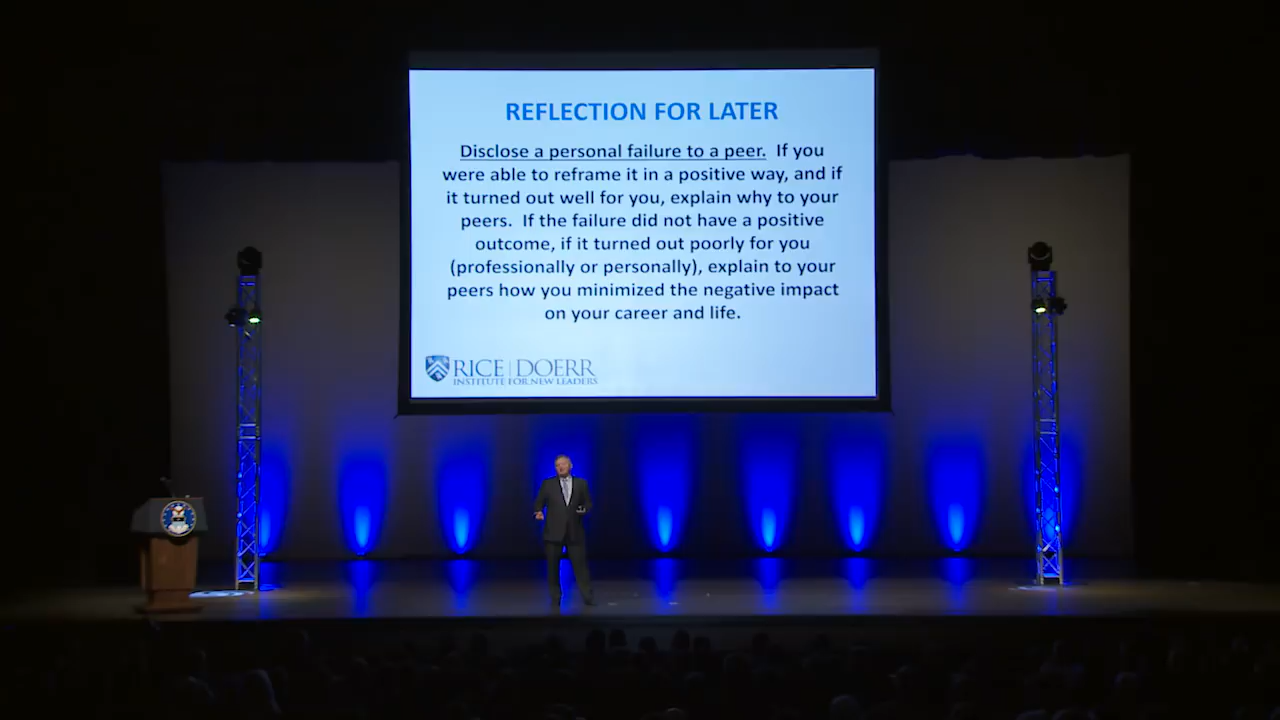 REFLECTION FOR LATER
Disclose a personal failure to a peer. If you
were able to reframe it in a positive way, and if
it turned out well for you, explain why to your
peers. If the failure did not have a positive
outcome, if it turned out poorly for you
(professionally or personally), explain to your
peers how you minimized the negative impact
on your career and life.
RICE | DOERR
INSTITUTE FOR NEW LEADERS